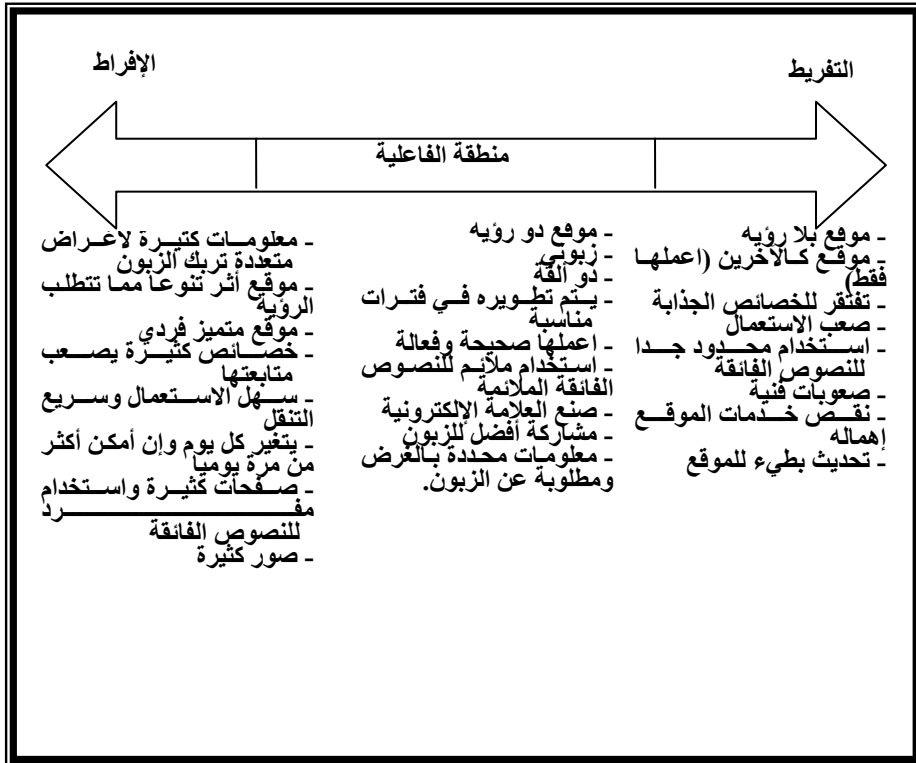 التفريط
الإفراط
منطقة الفاعلية
- موقع بلا رؤيه
- موقع كالآخرين (اعملها
فقط)
- تفتقر للخصائص الجذابة
- صعب الاستعمال
- استخدام محدود جدا
للنصوص الفائقة
- صعوبات فنية
- نقص خدمات الموقع
إهماله
- تحديث بطيء للموقع
- موقع دو رؤيه
- زبوني
- ذو ألفة
- يتم تطويره في فترات
مناسبة
- اعملها صحيحة وفعالة
- استخدام ملائم للنصوص
الفائقة الملائمة
- صنع العلامة الإلكترونية
- مشاركة أفضل للزبون
- معلومات محددة بالغرض
ومطلوبة عن الزبون.
- معلومات كثيرة لأغراض
متعددة تربك الزبون
- موقع أثر تنوعا مما تتطلب
الرؤية
- موقع متميز فردي
- خصائص كثيرة يصعب
متابعتها
- سهل الاستعمال وسريع
التنقل
- يتغير كل يوم وإن أمكن أكثر
من مرة يوميا
- صفحات كثيرة واستخدام
مفرد
للنصوص الفائقة
- صور كثيرة